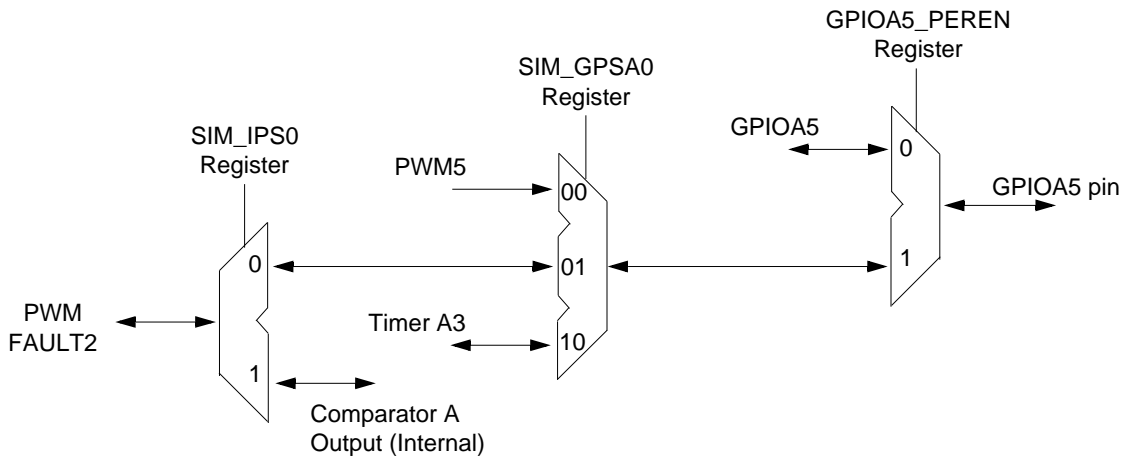 GPIOA5_PEREN
Register
SIM_GPSA0
Register
SIM_IPS0
Register
GPIOA5
0
PWM5
00
GPIOA5 pin
0
01
1
PWM
FAULT2
Timer A3
10
1
Comparator A
Output (Internal)